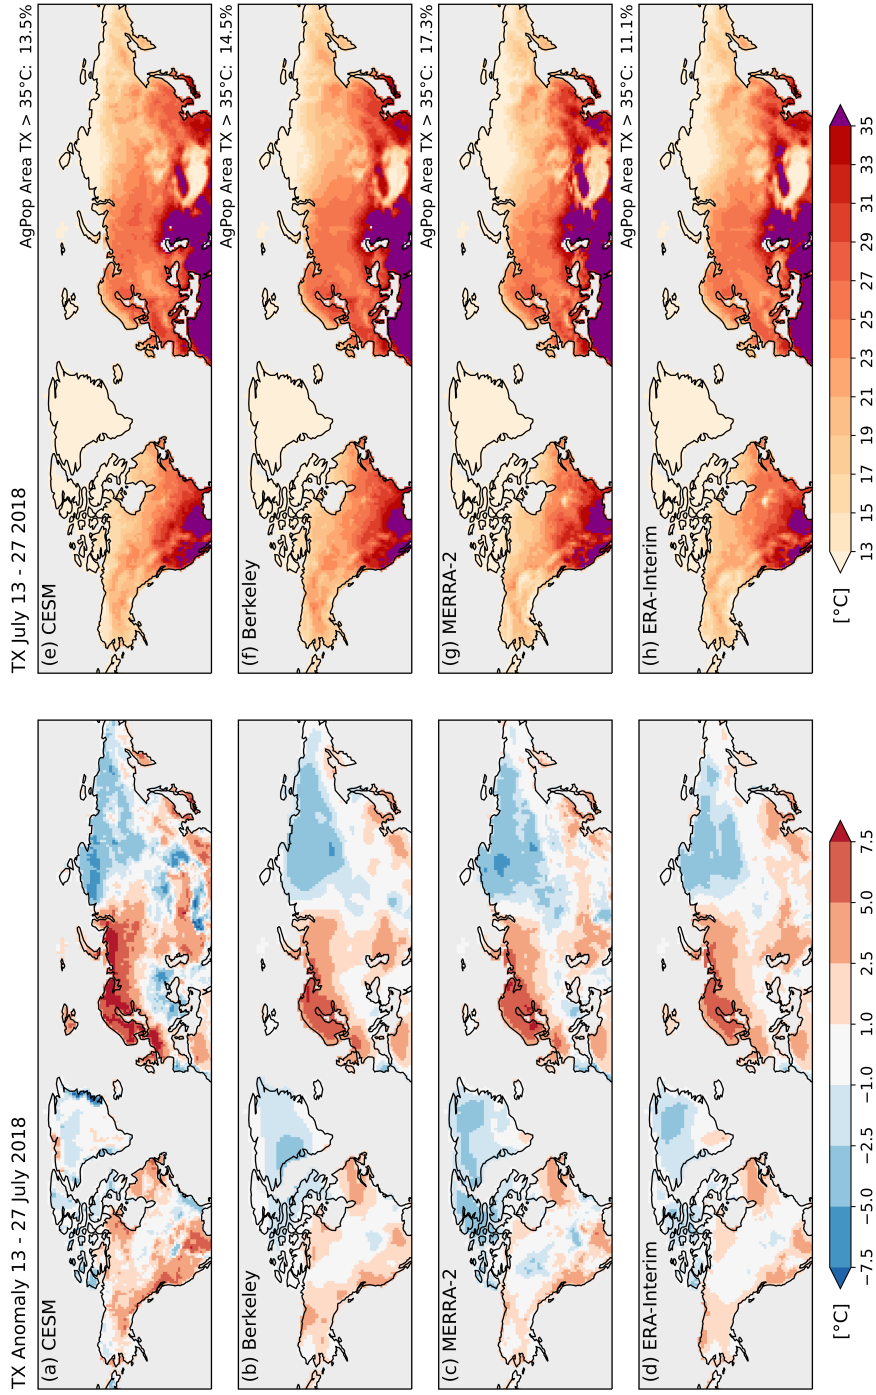 TX Anomaly 13 - 27 July 2018
(a) CESM
(b) Berkeley
(c) MERRA-2
(d) ERA-Interim
[°C]
−7.5 −5.0 −2.5 −1.0 1.0 2.5 5.0 7.5
TX July 13 - 27 2018
AgPop Area TX > 35°C: 13.5%
(e) CESM
AgPop Area TX > 35°C: 14.5%
(f) Berkeley
AgPop Area TX > 35°C: 17.3%
(g) MERRA-2
AgPop Area TX > 35°C: 11.1%
(h) ERA-Interim
[°C]
13 15 17 19 21 23 25 27 29 31 33 35